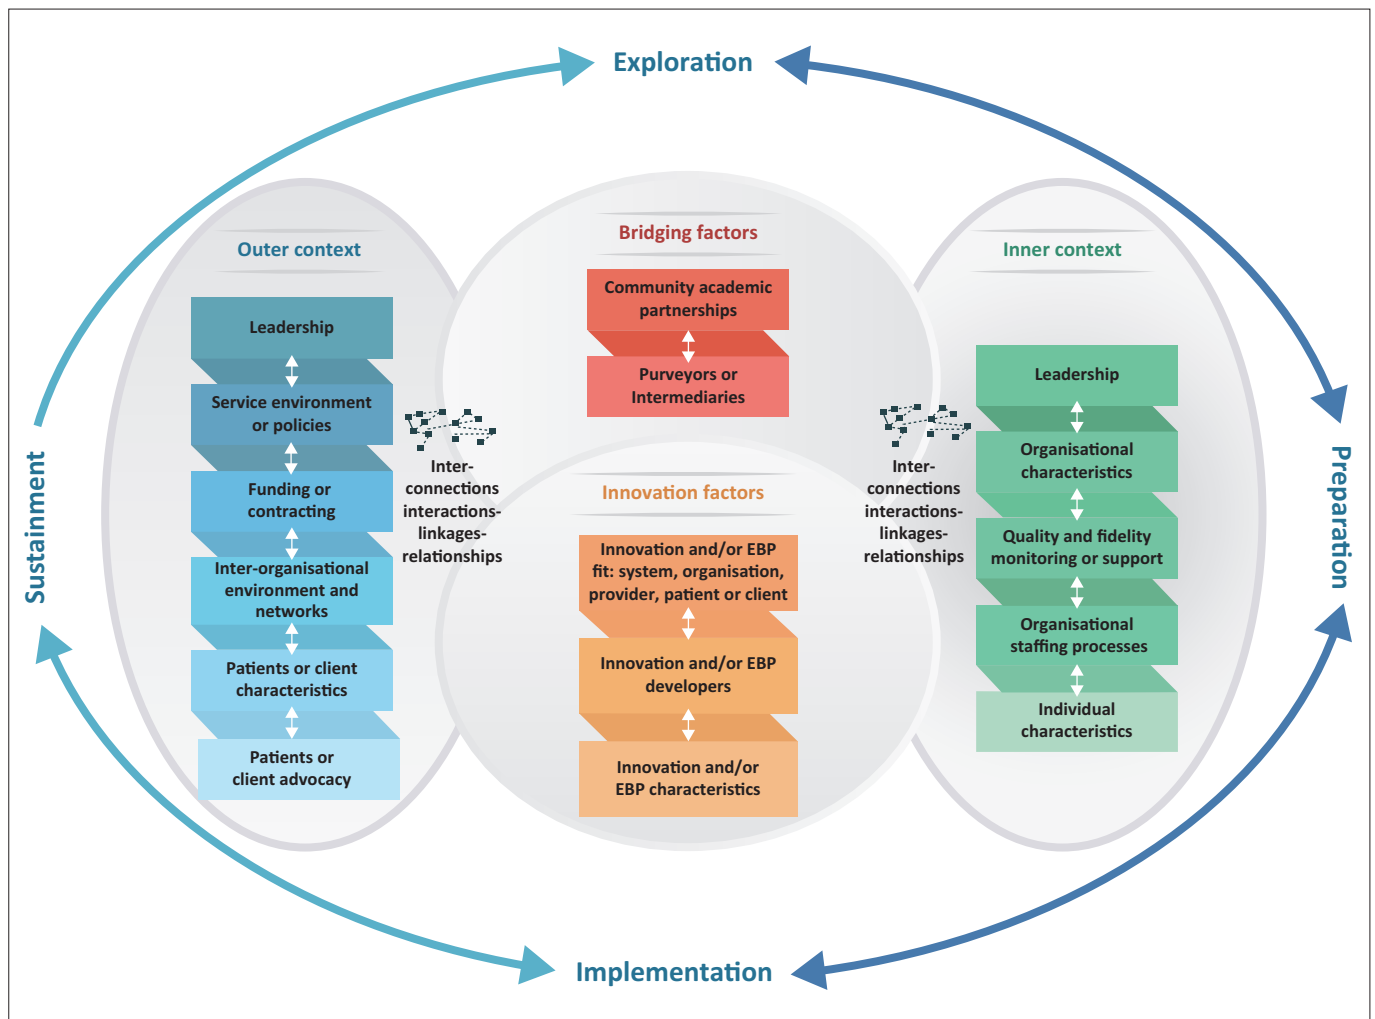 Exploration
Outer context
Leadership
Service environment
or policies
Funding or
contracting
Inter-organisational
environment and
networks
Patients or client
characteristics
Patients or
client advocacy
Inter-
connections
interactions-
linkages-
relationships
Bridging factors
Community academic
partnerships
Purveyors or
Intermediaries
Innovation factors
Innovation and/or EBP
fit: system, organisation,
provider, patient or client
Innovation and/or EBP
developers
Innovation and/or
EBP characteristics
Inter-
connections
interactions-
linkages-
relationships
Inner context
Leadership
Organisational
characteristics
Quality and fidelity
monitoring or support
Organisational
staffing processes
Individual
characteristics
Sustainment
Preparation
Implementation